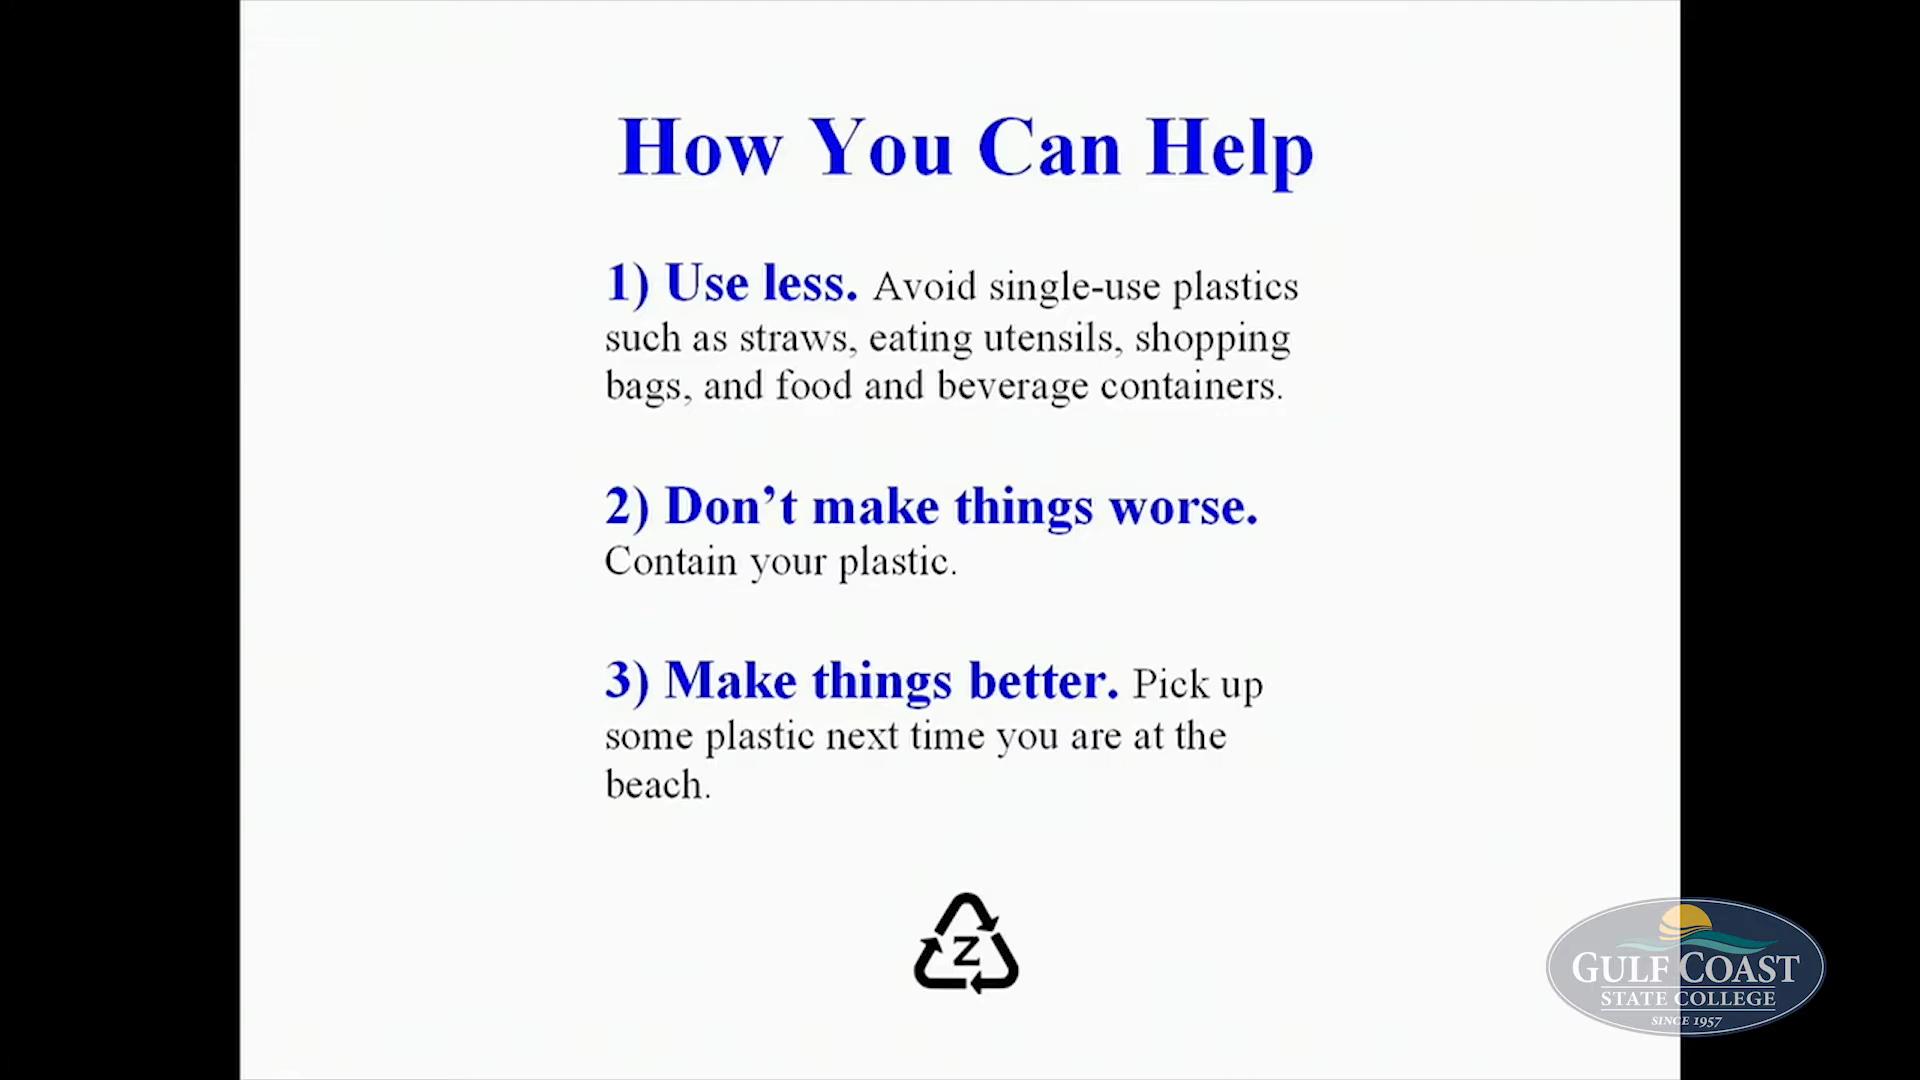 How You Can Help
1) Use less. Avoid single-use plastics
such as straws, eating utensils, shopping
bags, and food and beverage containers.
2) Don’t make things worse.
Contain your plastic.
3) Make things better. Pick up
some plastic next time you are at the
beach.
Z
GULF COAST
STATE COLLEGE
SINCE 1957